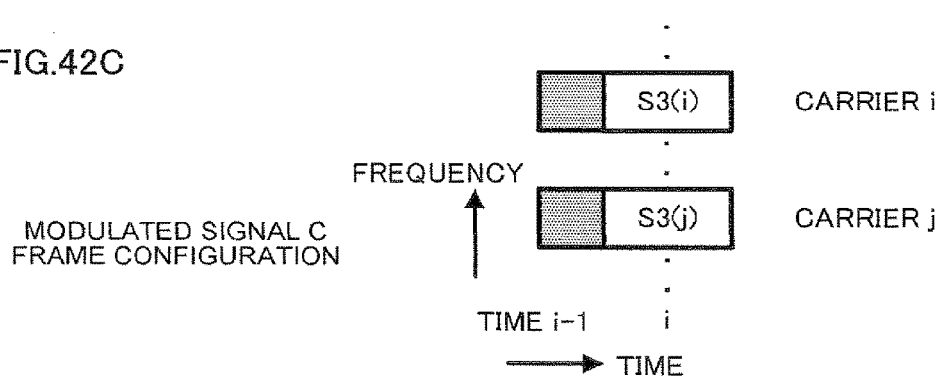 FIG.42C
S3(i) CARRIER i
FREQUENCY
S3(j) CARRIER j
MODULATED SIGNAL C
FRAME CONFIGURATION
TIME i-1 i
TIME